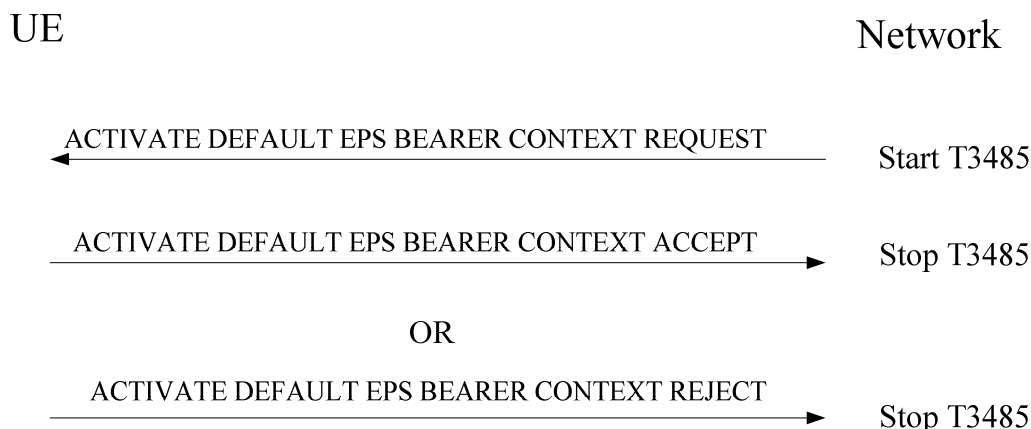 UE
Network
ACTIVATE DEFAULT EPS BEARER CONTEXT REQUEST
Start T3485
ACTIVATE DEFAULT EPS BEARER CONTEXT ACCEPT
Stop T3485
OR
ACTIVATE DEFAULT EPS BEARER CONTEXT REJECT
Stop T3485